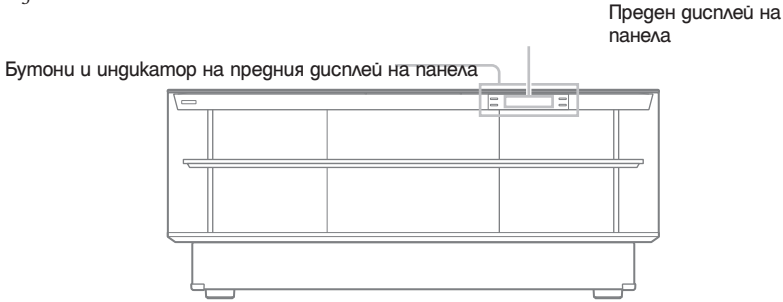 Преден дисплей на
панела
Бутони и индикатор на предния дисплей на панела